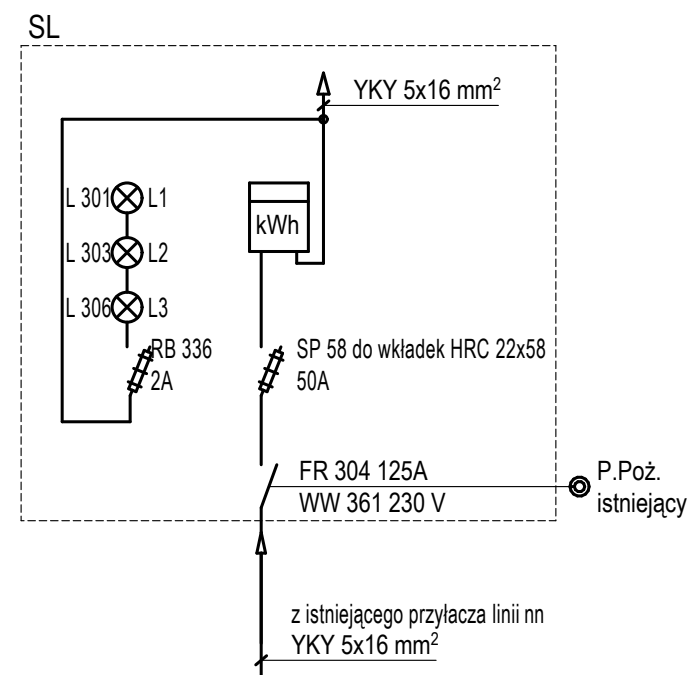 SL
YKY 5x16 mm²
L 301 L1
kWh
L 303 L2
L 306 L3
RB 336
2A
SP 58 do wkładek HRC 22x58
50A
FR 304 125A
WW 361 230 V
P.Poż.
istniejący
z istniejącego przyłacza linii nn
YKY 5x16 mm²